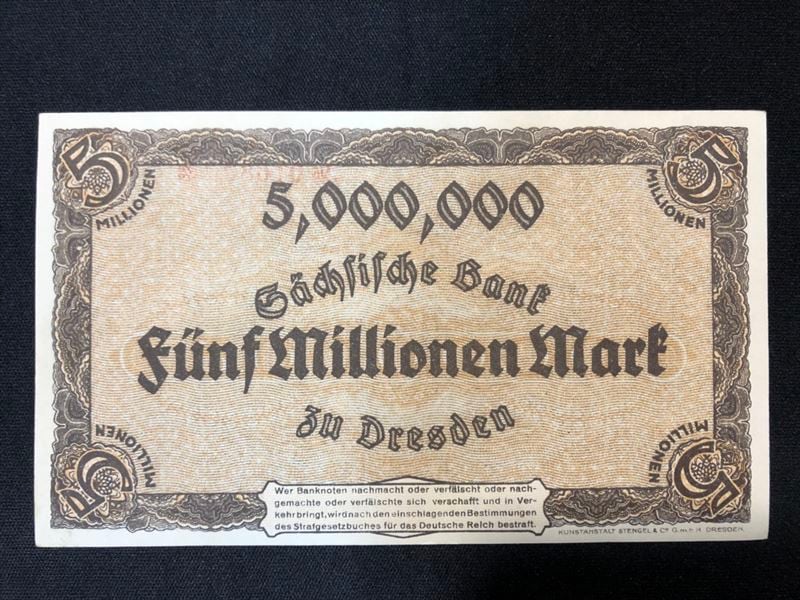 5 MILLIONEN
5 MILLIONEN
5,000,000
Sächsische Bank
Fünf Millionen Mark
zu Dresden
5 MILLIONEN
5 MILLIONEN
Wer Banknoten nachmacht oder verfälscht oder nach-
gemachte oder verfälschte sich verschafft und in Ver-
kehr bringt, wird nach den einschlagenden Bestimmungen
des Strafgesetzbuches für das Deutsche Reich bestraft.
KUNSTANSTALT STENGEL & Cº G.m.b.H. DRESDEN.